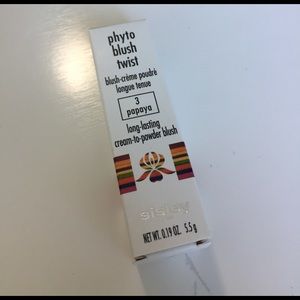 phyto
blush
twist
blush-crème poudré
longue tenue
3
papaya
long-lasting
cream-to-powder blush
sisley
NET WT. 0.19 OZ. 5.5g